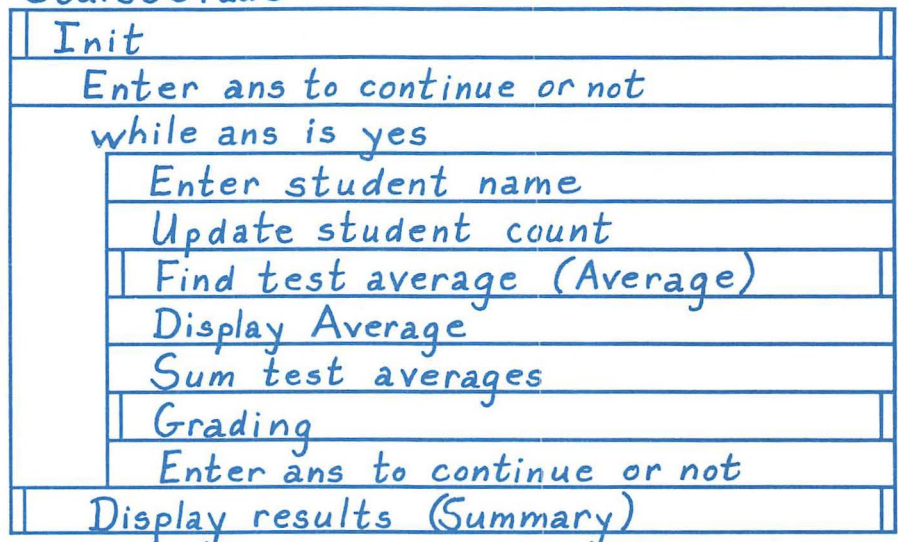 Init
Enter ans to continue or not
while ans is yes
Enter student name
Update student count
Find test average (Average)
Display Average
Sum test averages
Grading
Enter ans to continue or not
Display results (Summary)